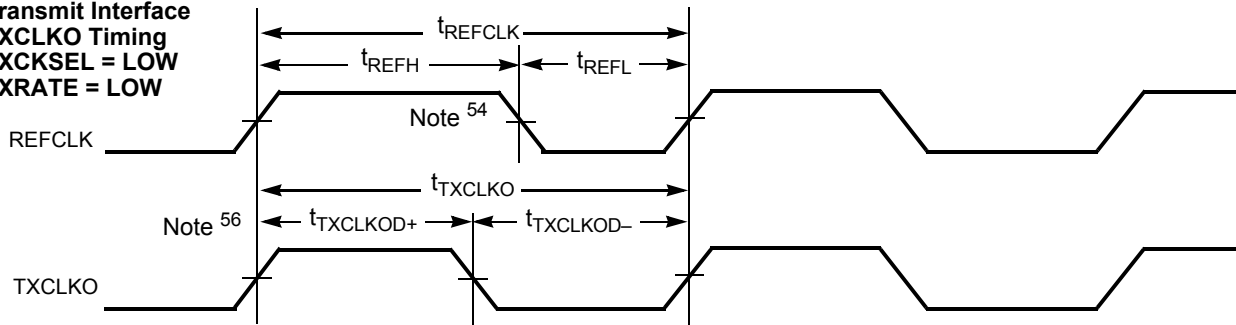 ransmit Interface
XCLKO Timing
XCKSEL = LOW
XRATE = LOW
tREFCLK
tREFH
tREFL
Note 54
REFCLK
tTXCLKO
Note 56
tTXCLKOD+
tTXCLKOD–
TXCLKO